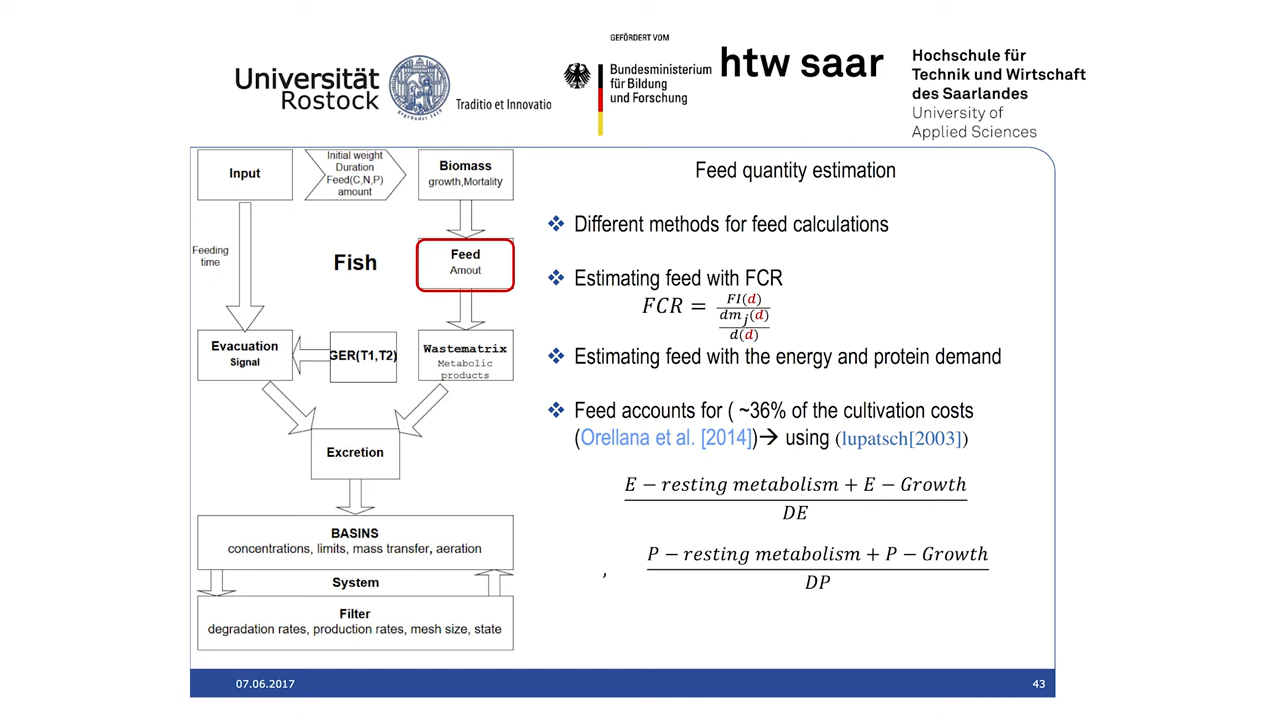 GEFÖRDERT VOM
Universität
Rostock
Traditio et Innovatio
Bundesministerium
für Bildung
und Forschung
htw saar
Hochschule für
Technik und Wirtschaft
des Saarlandes
University of
Applied Sciences
Input
Initial weight
Duration
Feed(C,N,P)
amount
Biomass
growth,Mortality
Feeding
time
Fish
Feed
Amout
Evacuation
Signal
GER(T1,T2)
Wastematrix
Metabolic
products
Excretion
BASINS
concentrations, limits, mass transfer, aeration
System
Filter
degradation rates, production rates, mesh size, state
Feed quantity estimation
❖ Different methods for feed calculations
❖ Estimating feed with FCR
FCR = FI(d) / (dm_j(d) / d(d))
❖ Estimating feed with the energy and protein demand
❖ Feed accounts for ( ~36% of the cultivation costs
(Orellana et al. [2014])→ using (lupatsch[2003])
E − resting metabolism + E − Growth
DE
, P − resting metabolism + P − Growth
DP
07.06.2017
43